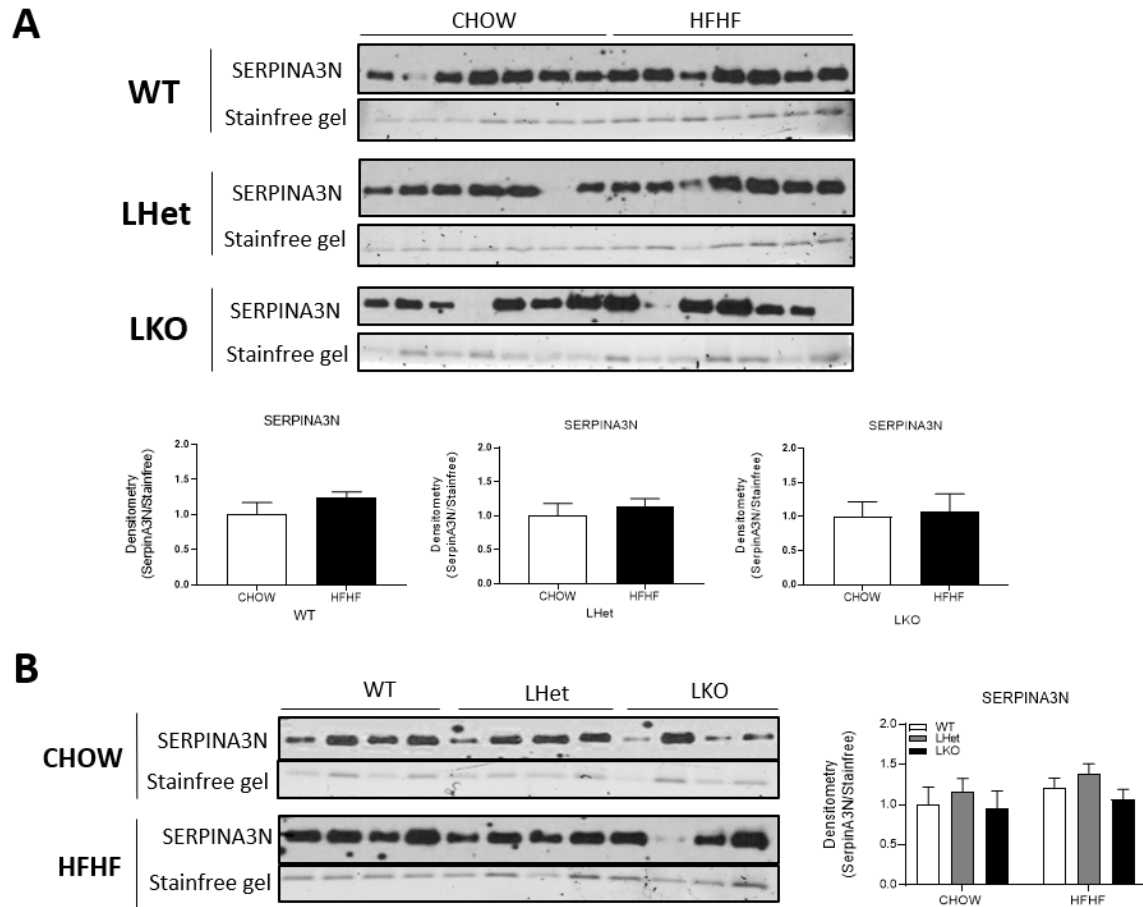 A
CHOW HFHF
WT
SERPINA3N
Stainfree gel
LHet
SERPINA3N
Stainfree gel
LKO
SERPINA3N
Stainfree gel
SERPINA3N
Densitometry
(SerpinA3N/Stainfree)
2.0
1.5
1.0
0.5
0.0
CHOW HFHF
WT
SERPINA3N
Densitometry
(SerpinA3N/Stainfree)
2.0
1.5
1.0
0.5
0.0
CHOW HFHF
LHet
SERPINA3N
Densitometry
(SerpinA3N/Stainfree)
2.0
1.5
1.0
0.5
0.0
CHOW HFHF
LKO
B
WT LHet LKO
CHOW
SERPINA3N
Stainfree gel
HFHF
SERPINA3N
Stainfree gel
SERPINA3N
Densitometry
(SerpinA3N/Stainfree)
2.0
1.5
1.0
0.5
0.0
WT
LHet
LKO
CHOW HFHF